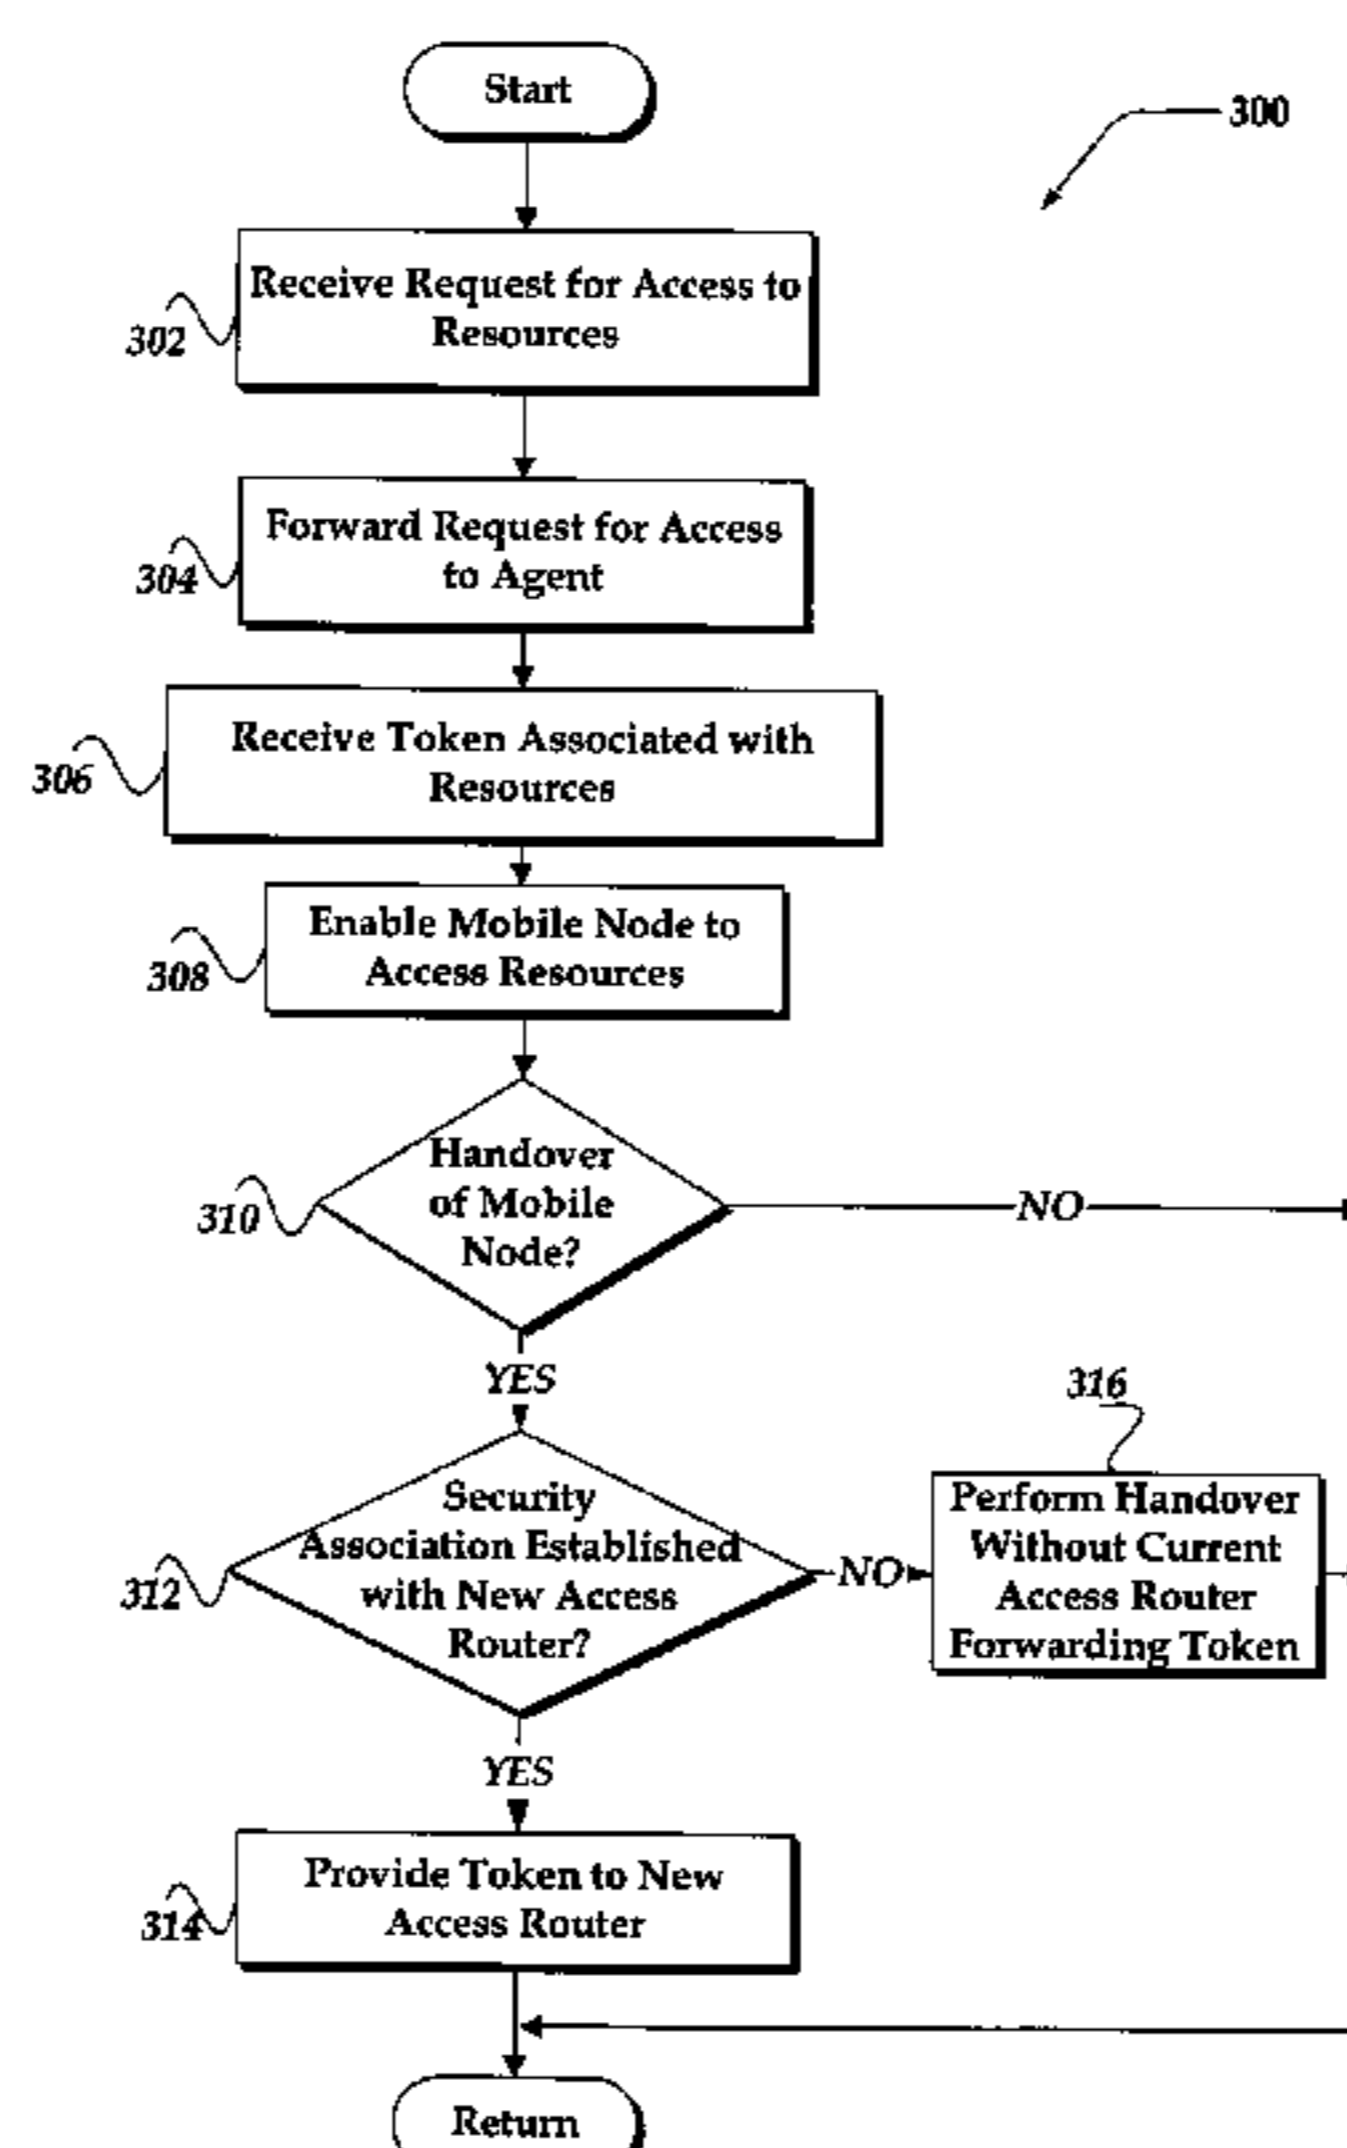 Start
300
Receive Request for Access to
Resources
302
Forward Request for Access
to Agent
304
Receive Token Associated with
Resources
306
Enable Mobile Node to
Access Resources
308
Handover
of Mobile
Node?
310
NO
YES
316
Security
Association Established
with New Access
Router?
312
NO
Perform Handover
Without Current
Access Router
Forwarding Token
YES
Provide Token to New
Access Router
314
Return